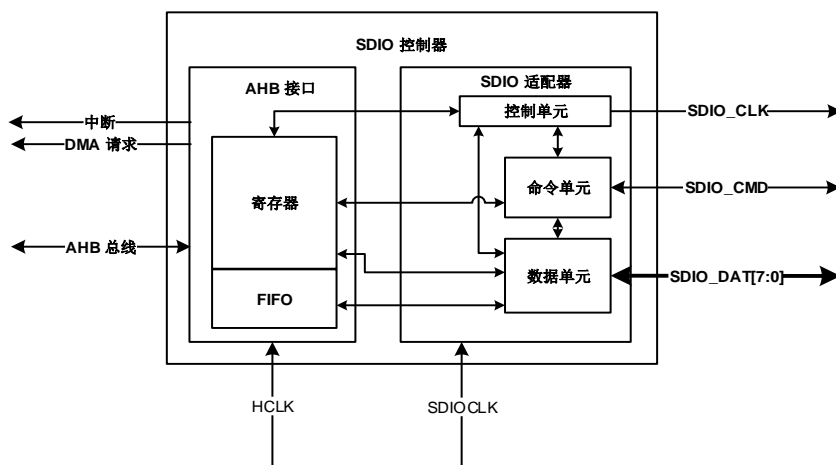 SDIO 控制器
AHB 接口
SDIO 适配器
控制单元
SDIO_CLK
中断
DMA 请求
寄存器
命令单元
SDIO_CMD
AHB 总线
数据单元
SDIO_DAT[7:0]
FIFO
HCLK
SDIOCLK